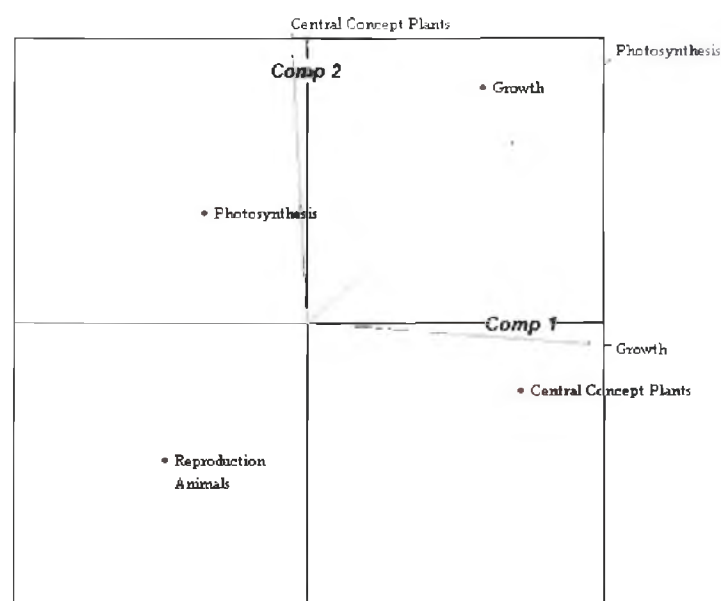 Central Concept Plants
Photosynthesis
Comp 2
Growth
Photosynthesis
Comp 1
Growth
Central Concept Plants
Reproduction
Animals